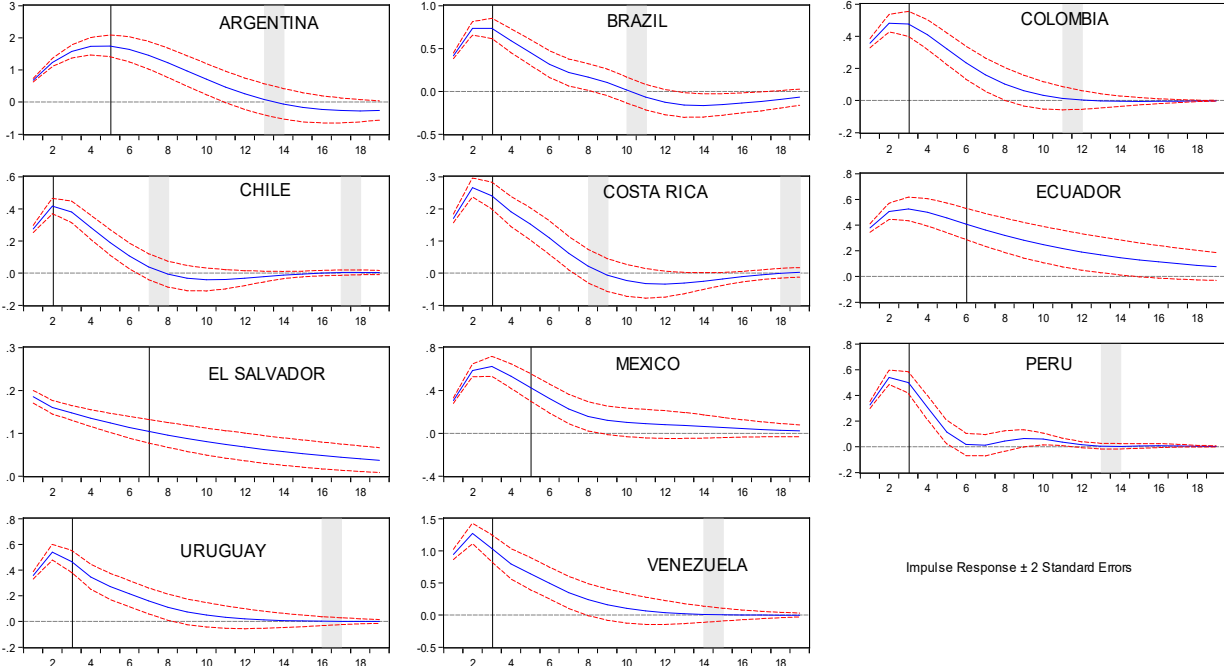 ARGENTINA
3
2
1
0
-1
2 4 6 8 10 12 14 16 18
BRAZIL
1.0
0.5
0.0
-0.5
2 4 6 8 10 12 14 16 18
COLOMBIA
.6
.4
.2
.0
-.2
2 4 6 8 10 12 14 16 18
CHILE
.6
.4
.2
.0
-.2
2 4 6 8 10 12 14 16 18
COSTA RICA
.3
.2
.1
.0
-.1
2 4 6 8 10 12 14 16 18
ECUADOR
.8
.6
.4
.2
.0
-.2
2 4 6 8 10 12 14 16 18
EL SALVADOR
.3
.2
.1
.0
2 4 6 8 10 12 14 16 18
MEXICO
.8
.4
.0
-.4
2 4 6 8 10 12 14 16 18
PERU
.8
.6
.4
.2
.0
-.2
2 4 6 8 10 12 14 16 18
URUGUAY
.8
.6
.4
.2
.0
-.2
2 4 6 8 10 12 14 16 18
VENEZUELA
1.5
1.0
0.5
0.0
-0.5
2 4 6 8 10 12 14 16 18
Impulse Response ± 2 Standard Errors